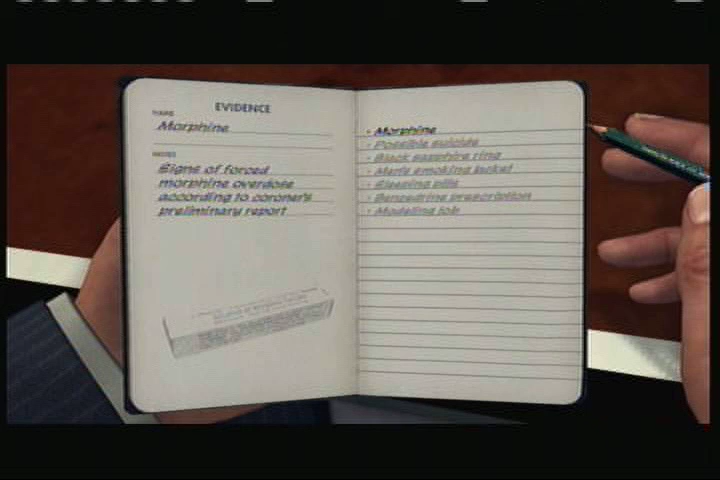 EVIDENCE
NAME
Morphine
NOTES
Signs of forced
morphine overdose
according to coroner's
preliminary report
- Morphine
- Possible suicide
- Black sapphire ring
- Men's smoking jacket
- Sleeping pills
- Benzedrine prescription
- Modeling job